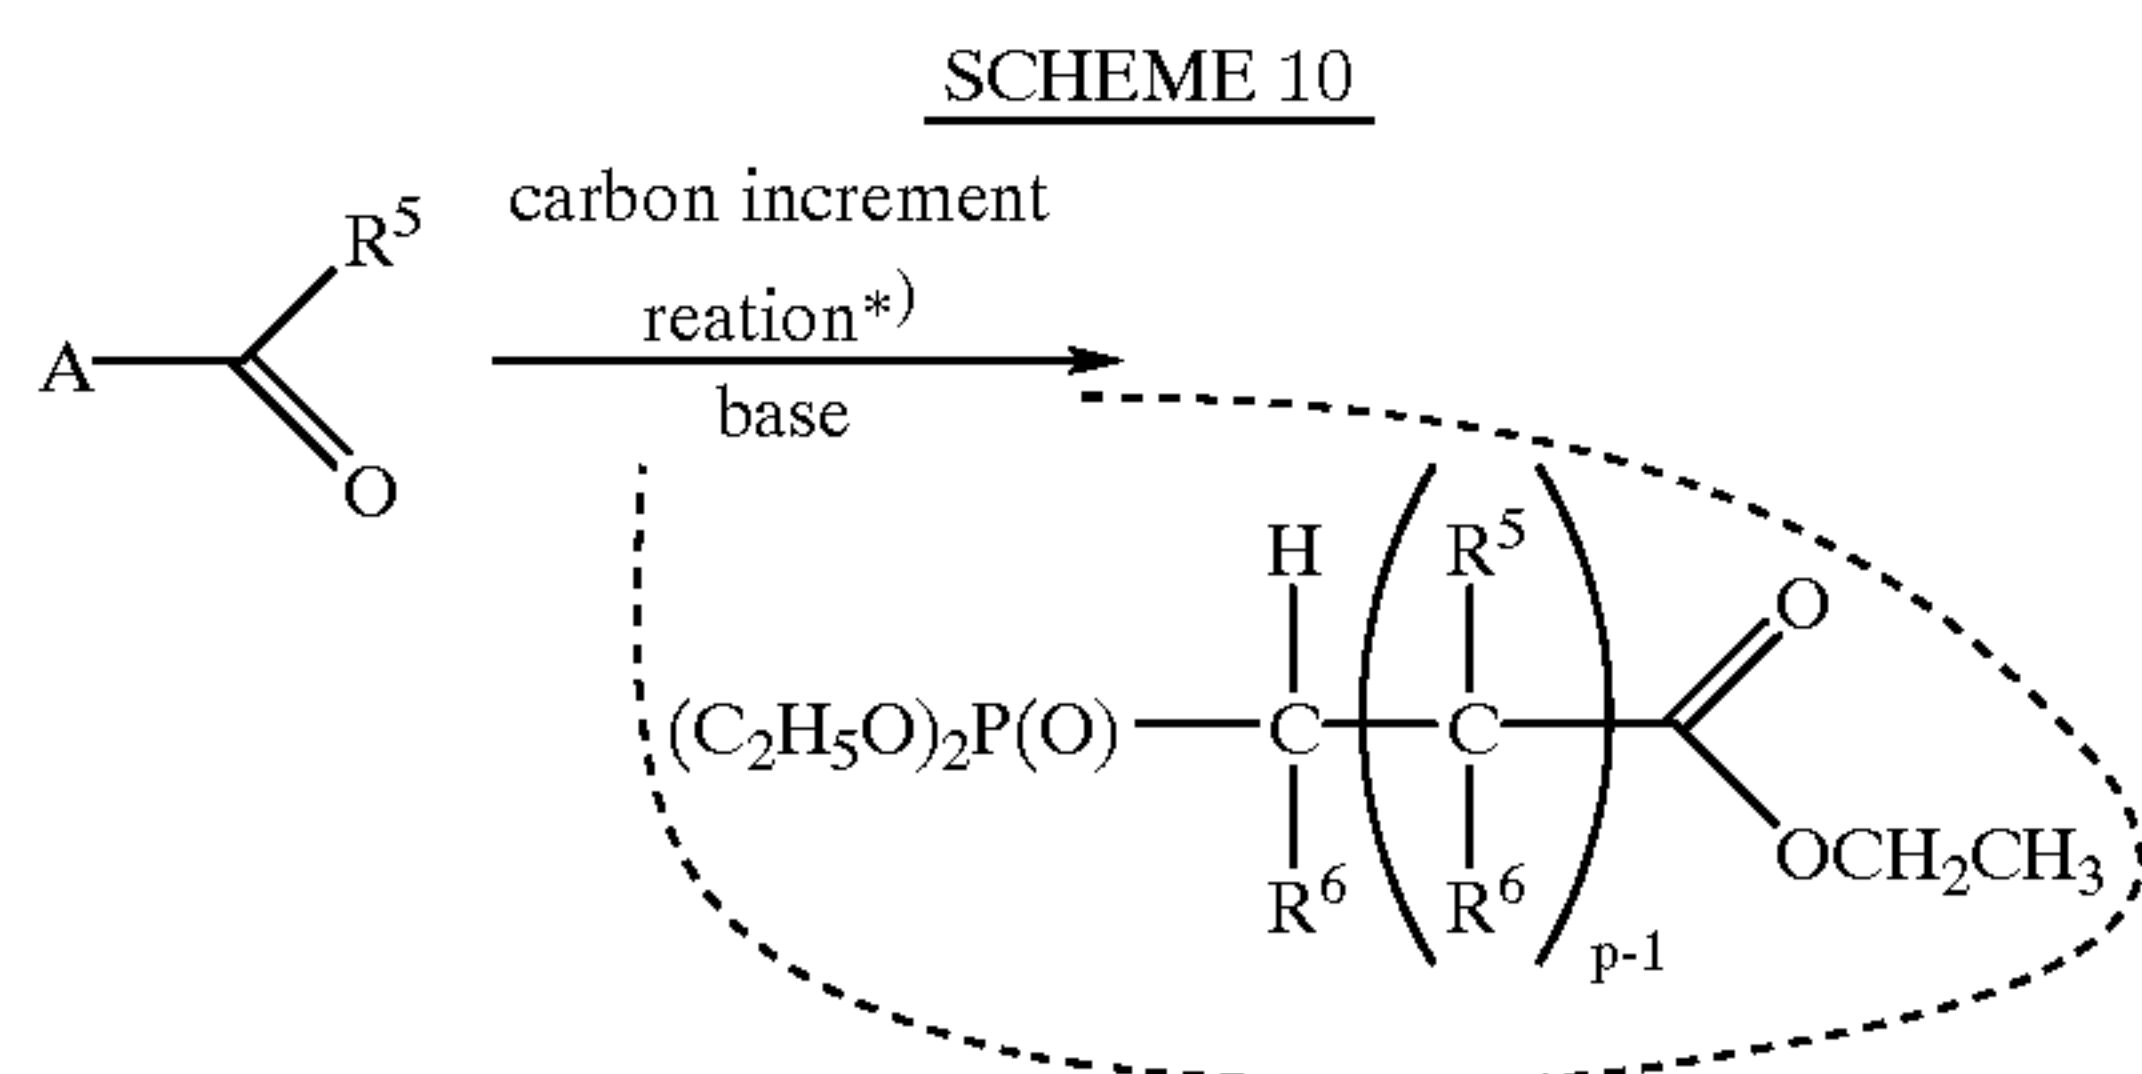 SCHEME 10
carbon increment
reation*)
base
A
R⁵
O
H
R⁵
O
(C₂H₅O)₂P(O)
C
C
R⁶
R⁶
OCH₂CH₃
p-1